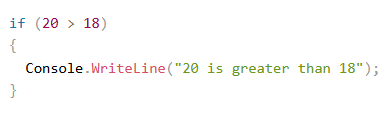 if (20 > 18)
{
  Console.WriteLine("20 is greater than 18");
}